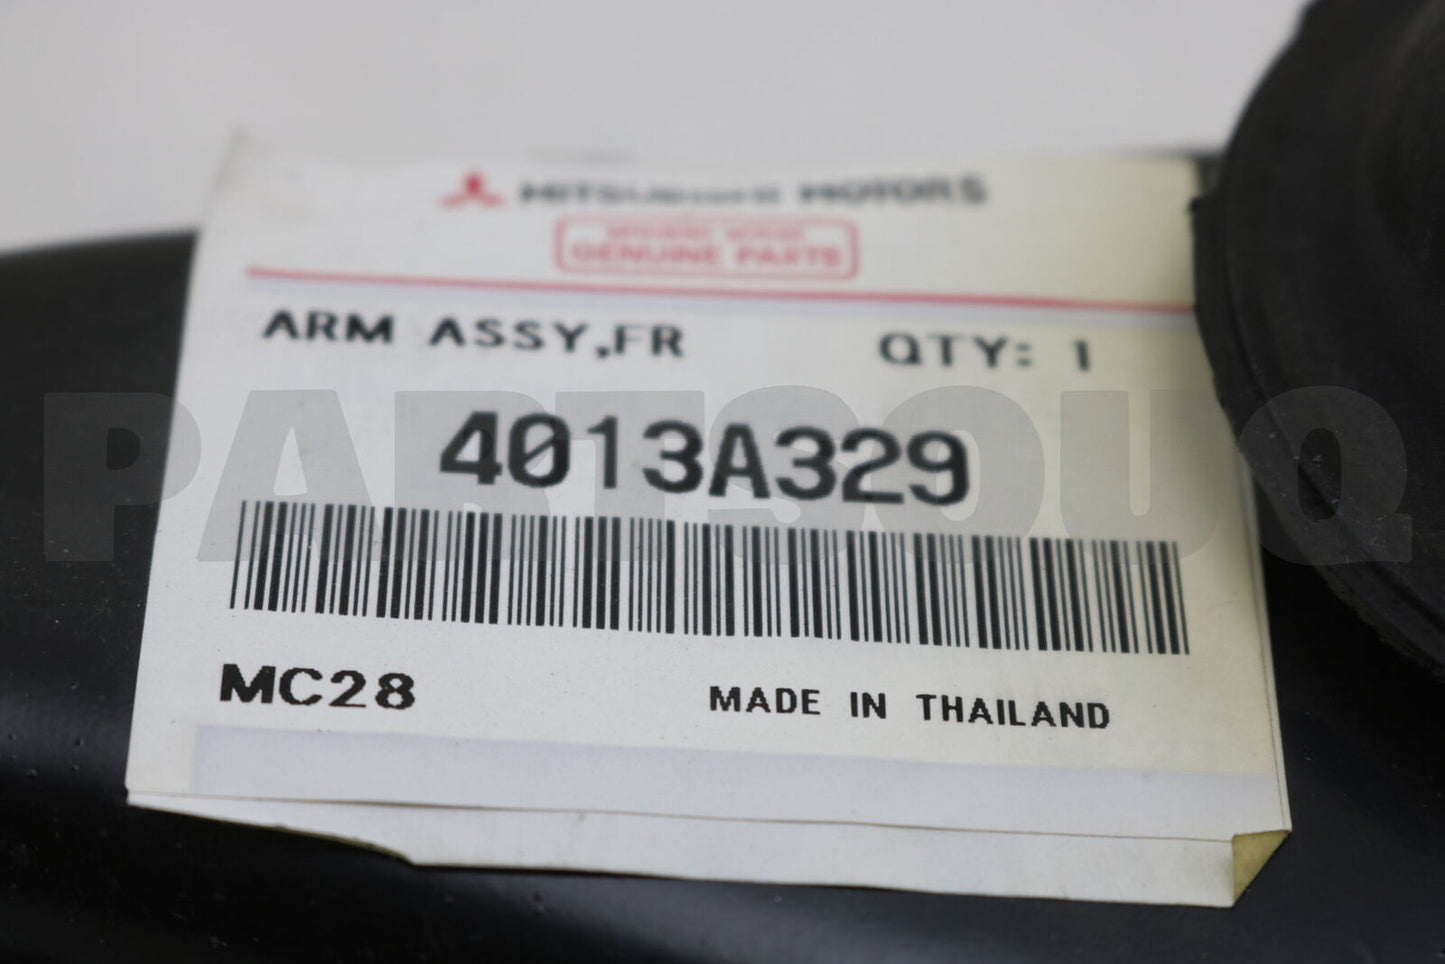 MITSUBISHI MOTORS
GENUINE PARTS
ARM ASSY,FR QTY: 1
4013A329
PARTSOUQ
MC28 MADE IN THAILAND